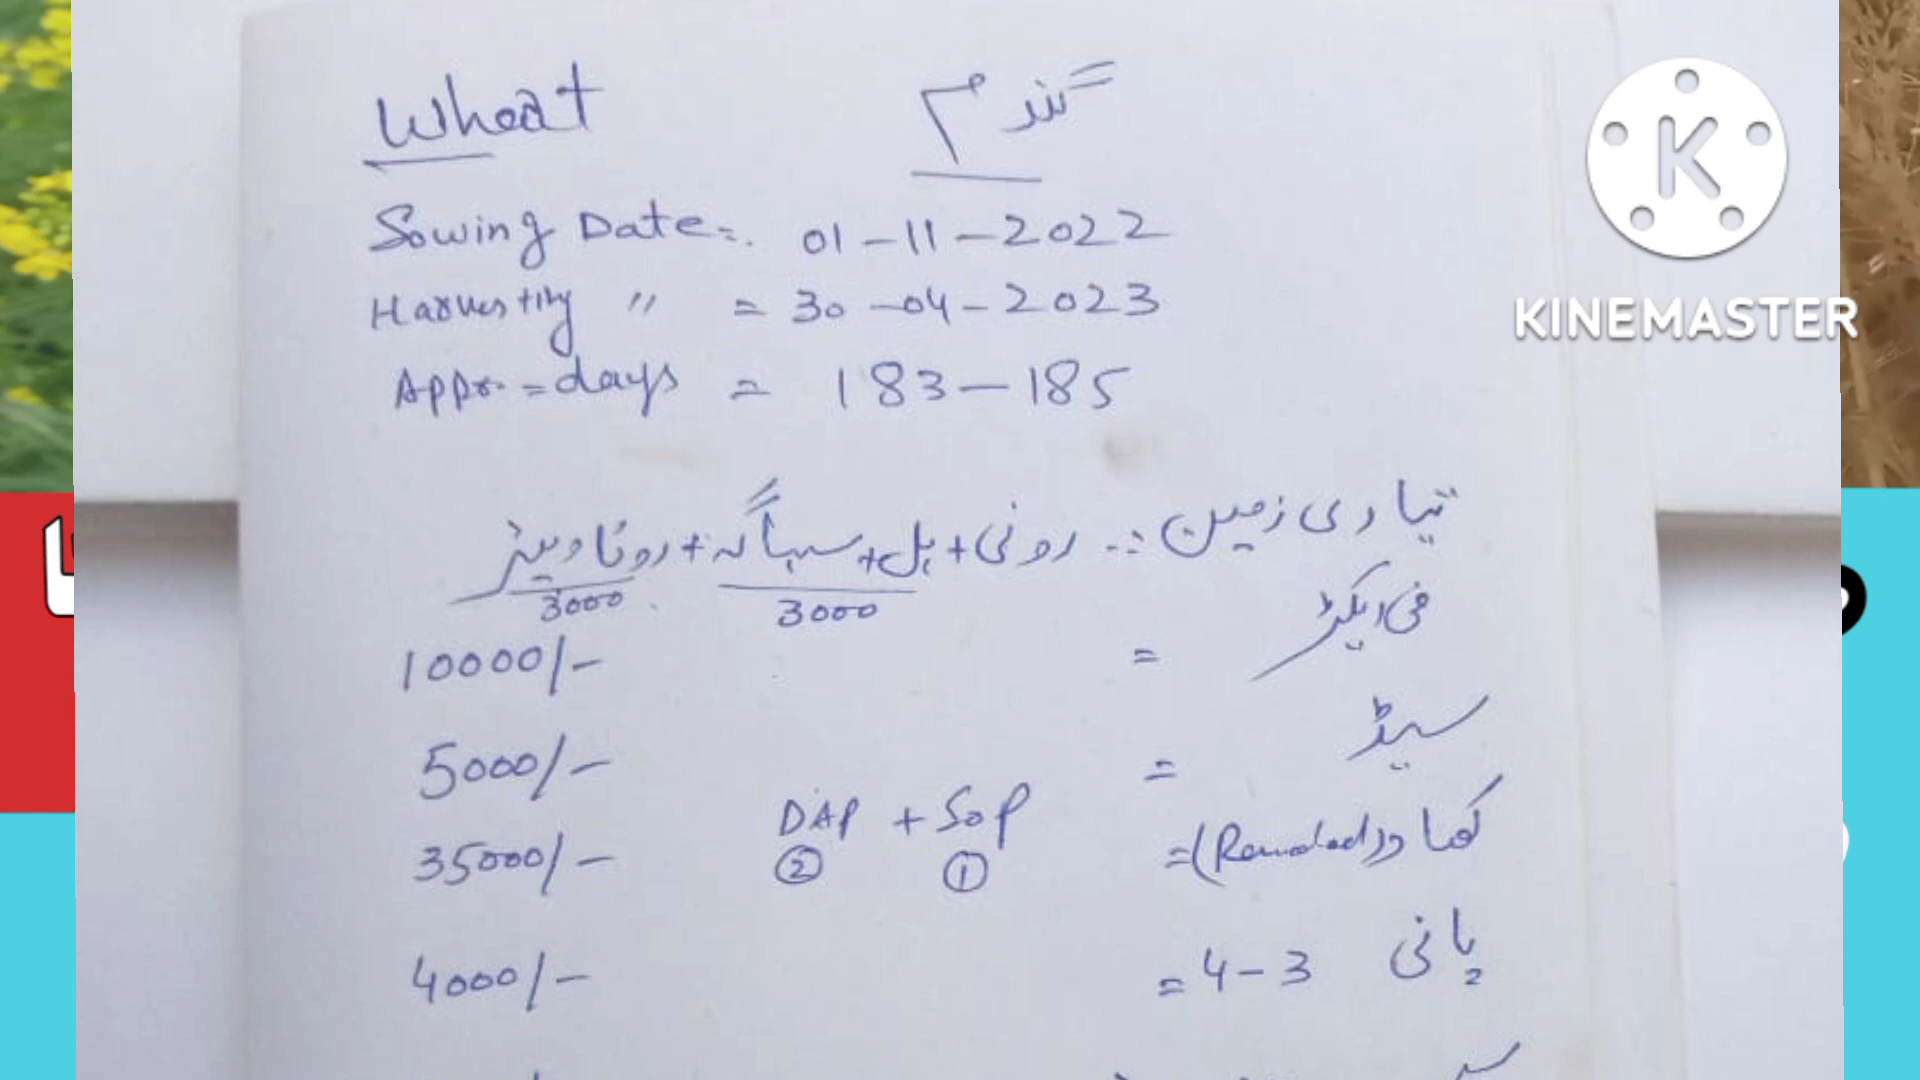 Wheat گندم
Sowing Date=. 01-11-2022
Harvesting " = 30-04-2023
Appr.=days = 183-185
تیاری زمین :.. رونی + ہل + سہاگہ + روٹاویٹر
3000 3000
فی ایکڑ = 10000/-
سیڈ = 5000/-
کھاد = DAP + SOP 35000/-
② ①
پانی 3-4 = 4000/-
KINEMASTER